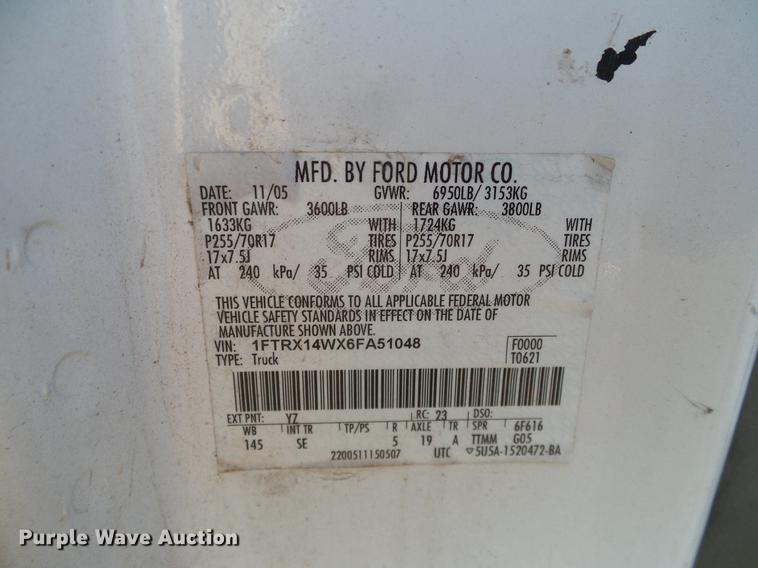 MFD. BY FORD MOTOR CO.
DATE: 11/05 GVWR: 6950LB/ 3153KG
FRONT GAWR: 3600LB REAR GAWR: 3800LB
1633KG WITH 1724KG WITH
P255/70R17 TIRES P255/70R17 TIRES
17x7.5J RIMS 17x7.5J RIMS
AT 240 kPa/ 35 PSI COLD AT 240 kPa/ 35 PSI COLD
Ford
THIS VEHICLE CONFORMS TO ALL APPLICABLE FEDERAL MOTOR
VEHICLE SAFETY STANDARDS IN EFFECT ON THE DATE OF
MANUFACTURE SHOWN ABOVE.
VIN: 1FTRX14WX6FA51048 F0000
TYPE: Truck T0621
EXT PNT: YZ RC: 23 DSO:
WB INT TR TP/PS R AXLE TR SPR 6F616
145 SE 5 19 A TTMM G05
2200511150507 UTC ▽5U5A-1520472-BA
Purple Wave Auction